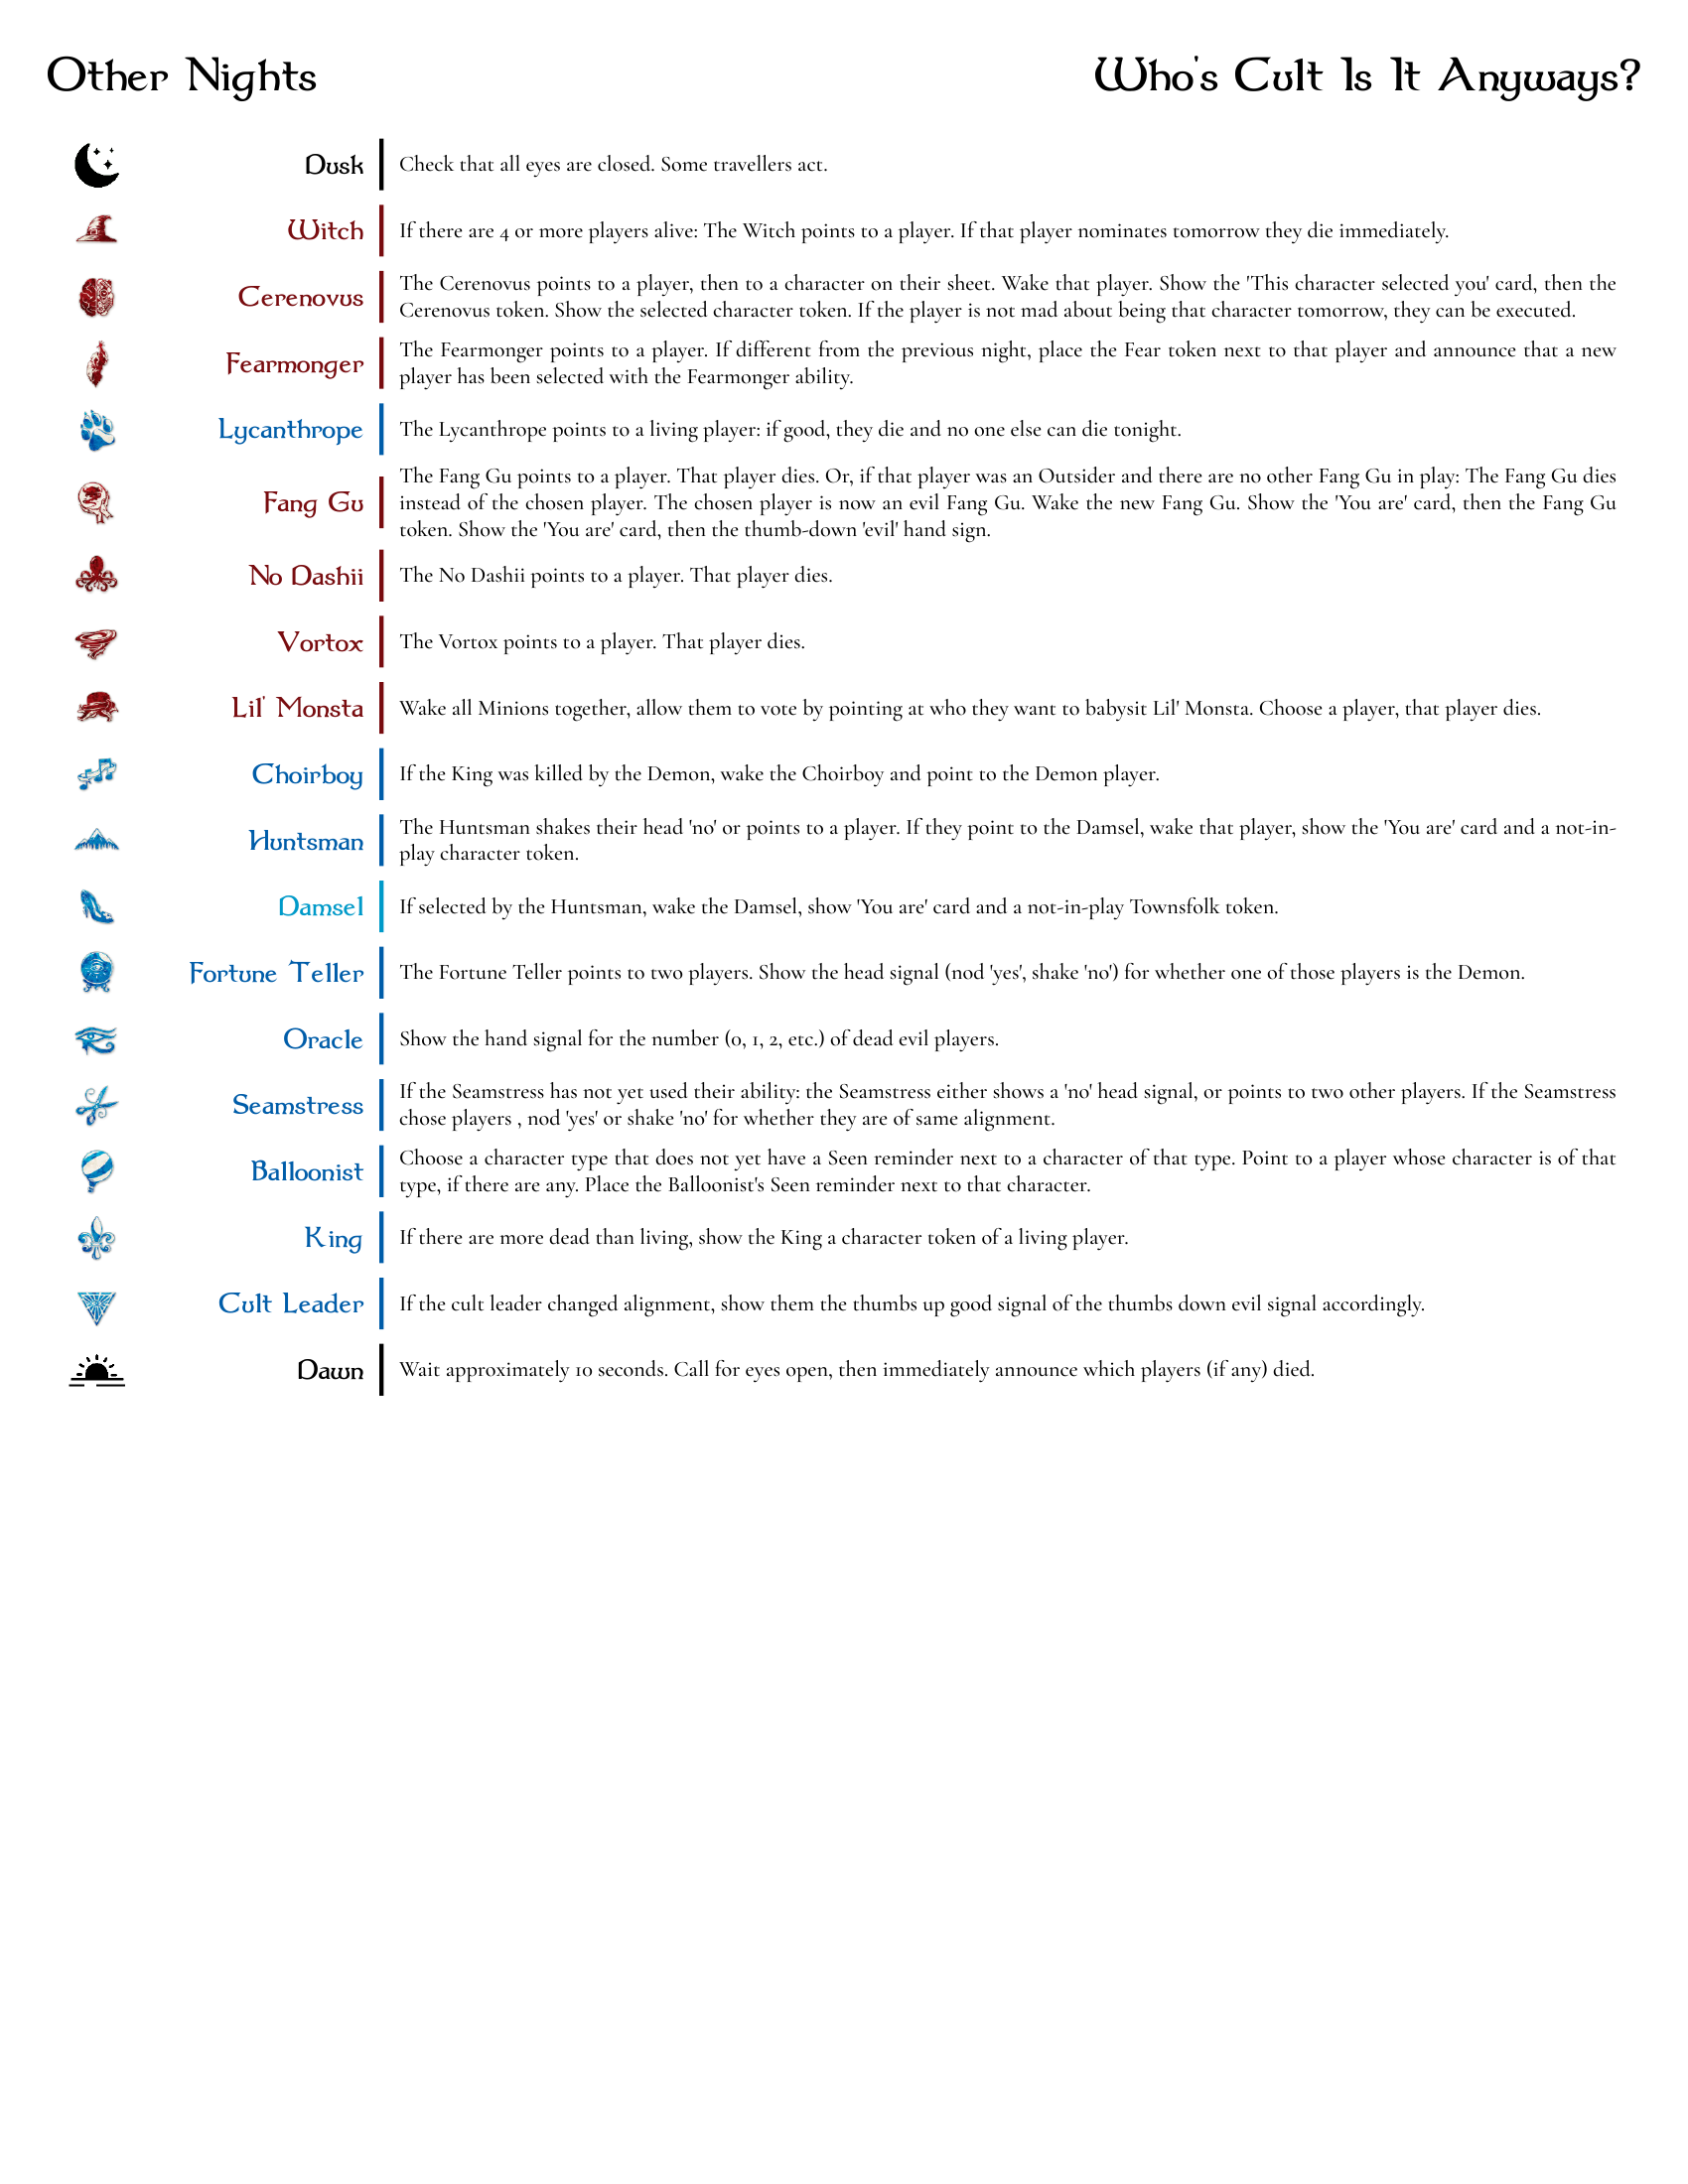 Other Nights
Who's Cult Is It Anyways?
Dusk
Check that all eyes are closed. Some travellers act.
Witch
If there are 4 or more players alive: The Witch points to a player. If that player nominates tomorrow they die immediately.
Cerenovus
The Cerenovus points to a player, then to a character on their sheet. Wake that player. Show the 'This character selected you' card, then the
Cerenovus token. Show the selected character token. If the player is not mad about being that character tomorrow, they can be executed.
Fearmonger
The Fearmonger points to a player. If different from the previous night, place the Fear token next to that player and announce that a new
player has been selected with the Fearmonger ability.
Lycanthrope
The Lycanthrope points to a living player: if good, they die and no one else can die tonight.
Fang Gu
The Fang Gu points to a player. That player dies. Or, if that player was an Outsider and there are no other Fang Gu in play: The Fang Gu dies
instead of the chosen player. The chosen player is now an evil Fang Gu. Wake the new Fang Gu. Show the 'You are' card, then the Fang Gu
token. Show the 'You are' card, then the thumb-down 'evil' hand sign.
No Dashii
The No Dashii points to a player. That player dies.
Vortox
The Vortox points to a player. That player dies.
Lil' Monsta
Wake all Minions together, allow them to vote by pointing at who they want to babysit Lil' Monsta. Choose a player, that player dies.
Choirboy
If the King was killed by the Demon, wake the Choirboy and point to the Demon player.
Huntsman
The Huntsman shakes their head 'no' or points to a player. If they point to the Damsel, wake that player, show the 'You are' card and a not-in-
play character token.
Damsel
If selected by the Huntsman, wake the Damsel, show 'You are' card and a not-in-play Townsfolk token.
Fortune Teller
The Fortune Teller points to two players. Show the head signal (nod 'yes', shake 'no') for whether one of those players is the Demon.
Oracle
Show the hand signal for the number (0, 1, 2, etc.) of dead evil players.
Seamstress
If the Seamstress has not yet used their ability: the Seamstress either shows a 'no' head signal, or points to two other players. If the Seamstress
chose players , nod 'yes' or shake 'no' for whether they are of same alignment.
Balloonist
Choose a character type that does not yet have a Seen reminder next to a character of that type. Point to a player whose character is of that
type, if there are any. Place the Balloonist's Seen reminder next to that character.
King
If there are more dead than living, show the King a character token of a living player.
Cult Leader
If the cult leader changed alignment, show them the thumbs up good signal of the thumbs down evil signal accordingly.
Dawn
Wait approximately 10 seconds. Call for eyes open, then immediately announce which players (if any) died.